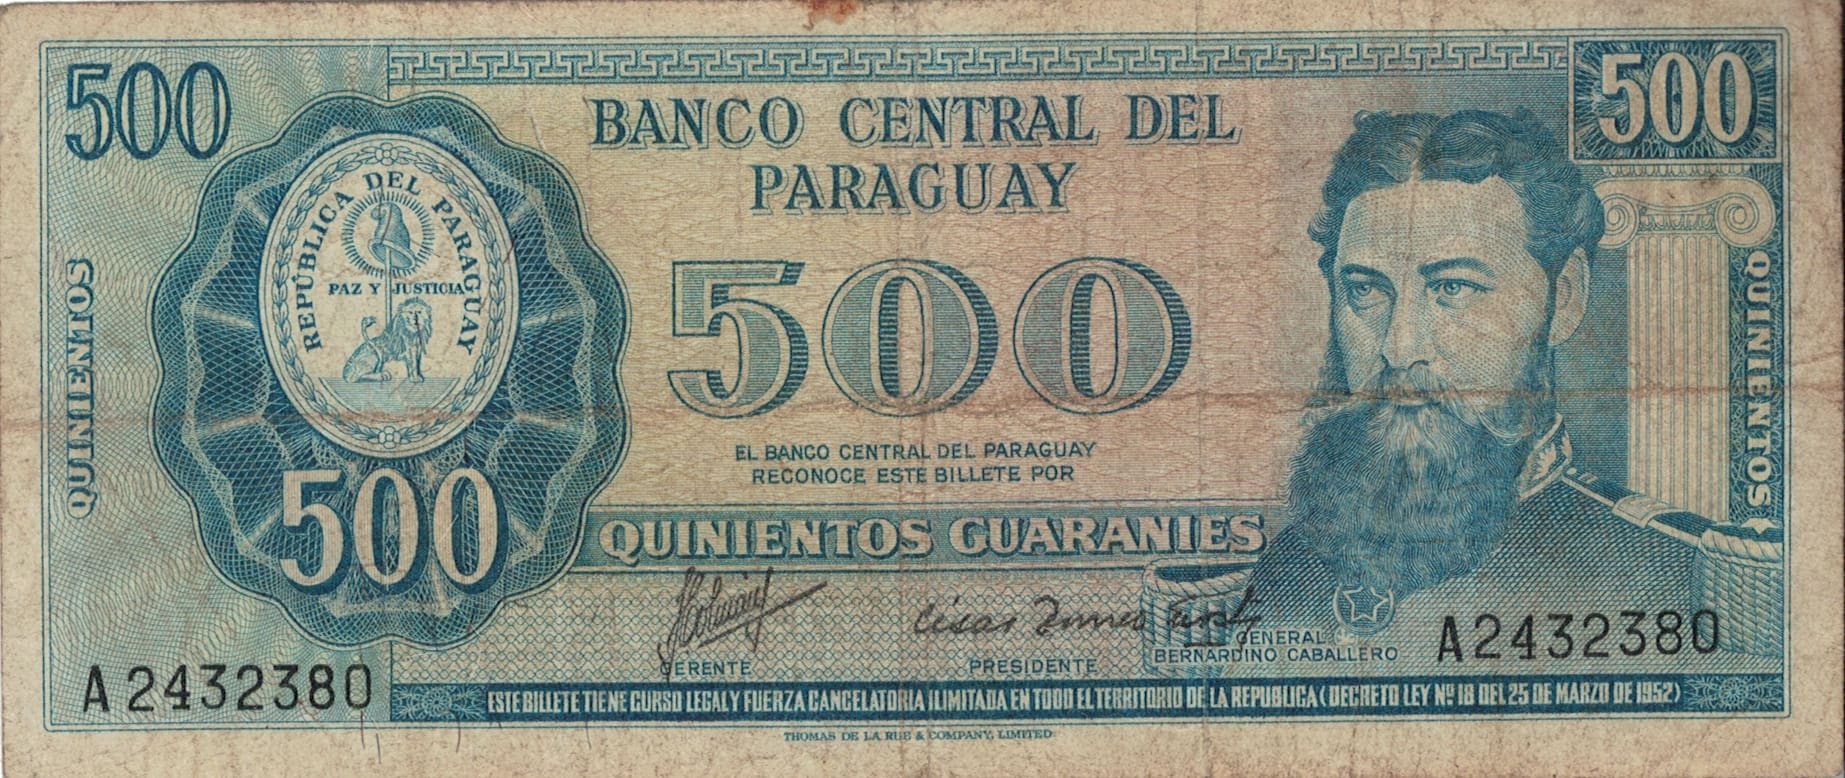 500
500
BANCO CENTRAL DEL
PARAGUAY
REPÚBLICA DEL PARAGUAY
PAZ Y JUSTICIA
500
QUINIENTOS
QUINIENTOS
EL BANCO CENTRAL DEL PARAGUAY
RECONOCE ESTE BILLETE POR
500
QUINIENTOS GUARANIES
GERENTE
PRESIDENTE
GENERAL
BERNARDINO CABALLERO
A2432380
A2432380
ESTE BILLETE TIENE CURSO LEGAL Y FUERZA CANCELATORIA ILIMITADA EN TODO EL TERRITORIO DE LA REPUBLICA (DECRETO LEY Nº 18 DEL 25 DE MARZO DE 1952)
THOMAS DE LA RUE & COMPANY, LIMITED